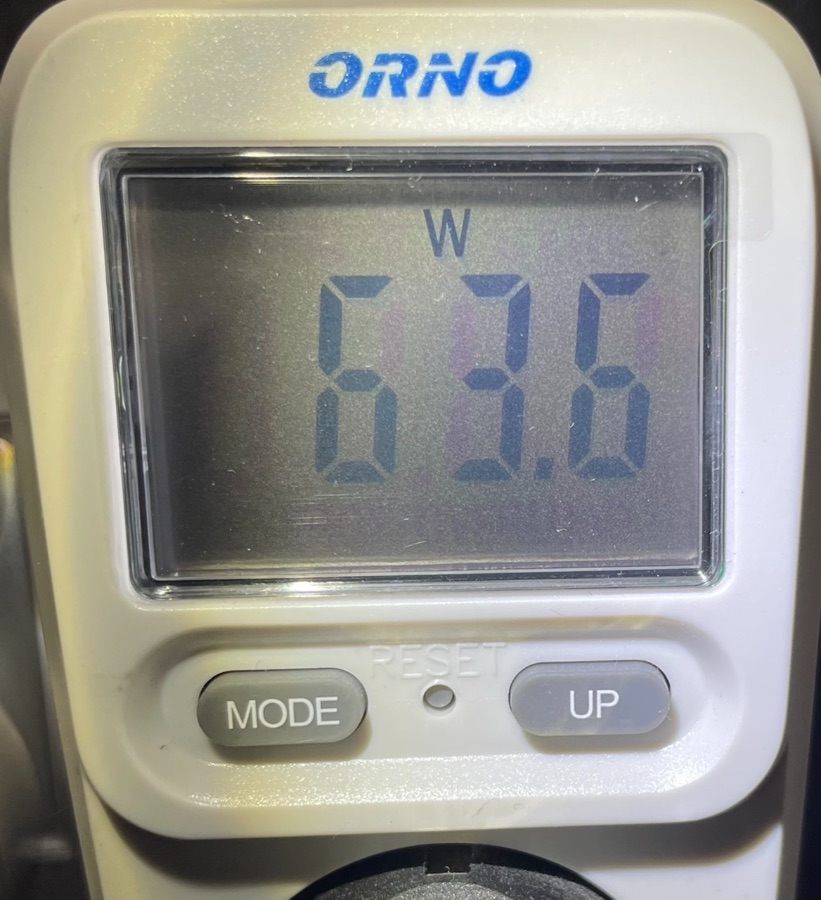 ORNO
W
63.6
RESET
MODE
UP